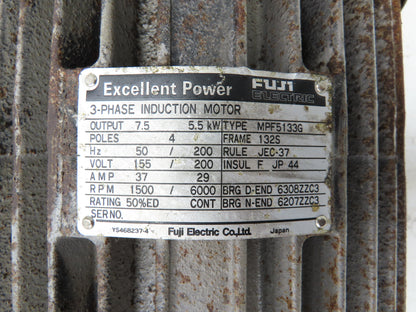 Excellent Power FUJI ELECTRIC
3-PHASE INDUCTION MOTOR
OUTPUT 7.5 5.5 kW TYPE MPF5133G
POLES 4 FRAME 132S
Hz 50 / 200 RULE JEC-37
VOLT 155 200 INSUL F JP 44
AMP 37 29
RPM 1500 / 6000 BRG D-END 6308ZZC3
RATING 50%ED CONT BRG N-END 6207ZZC3
SER NO.
TS468237-4 Fuji Electric Co., Ltd. Japan